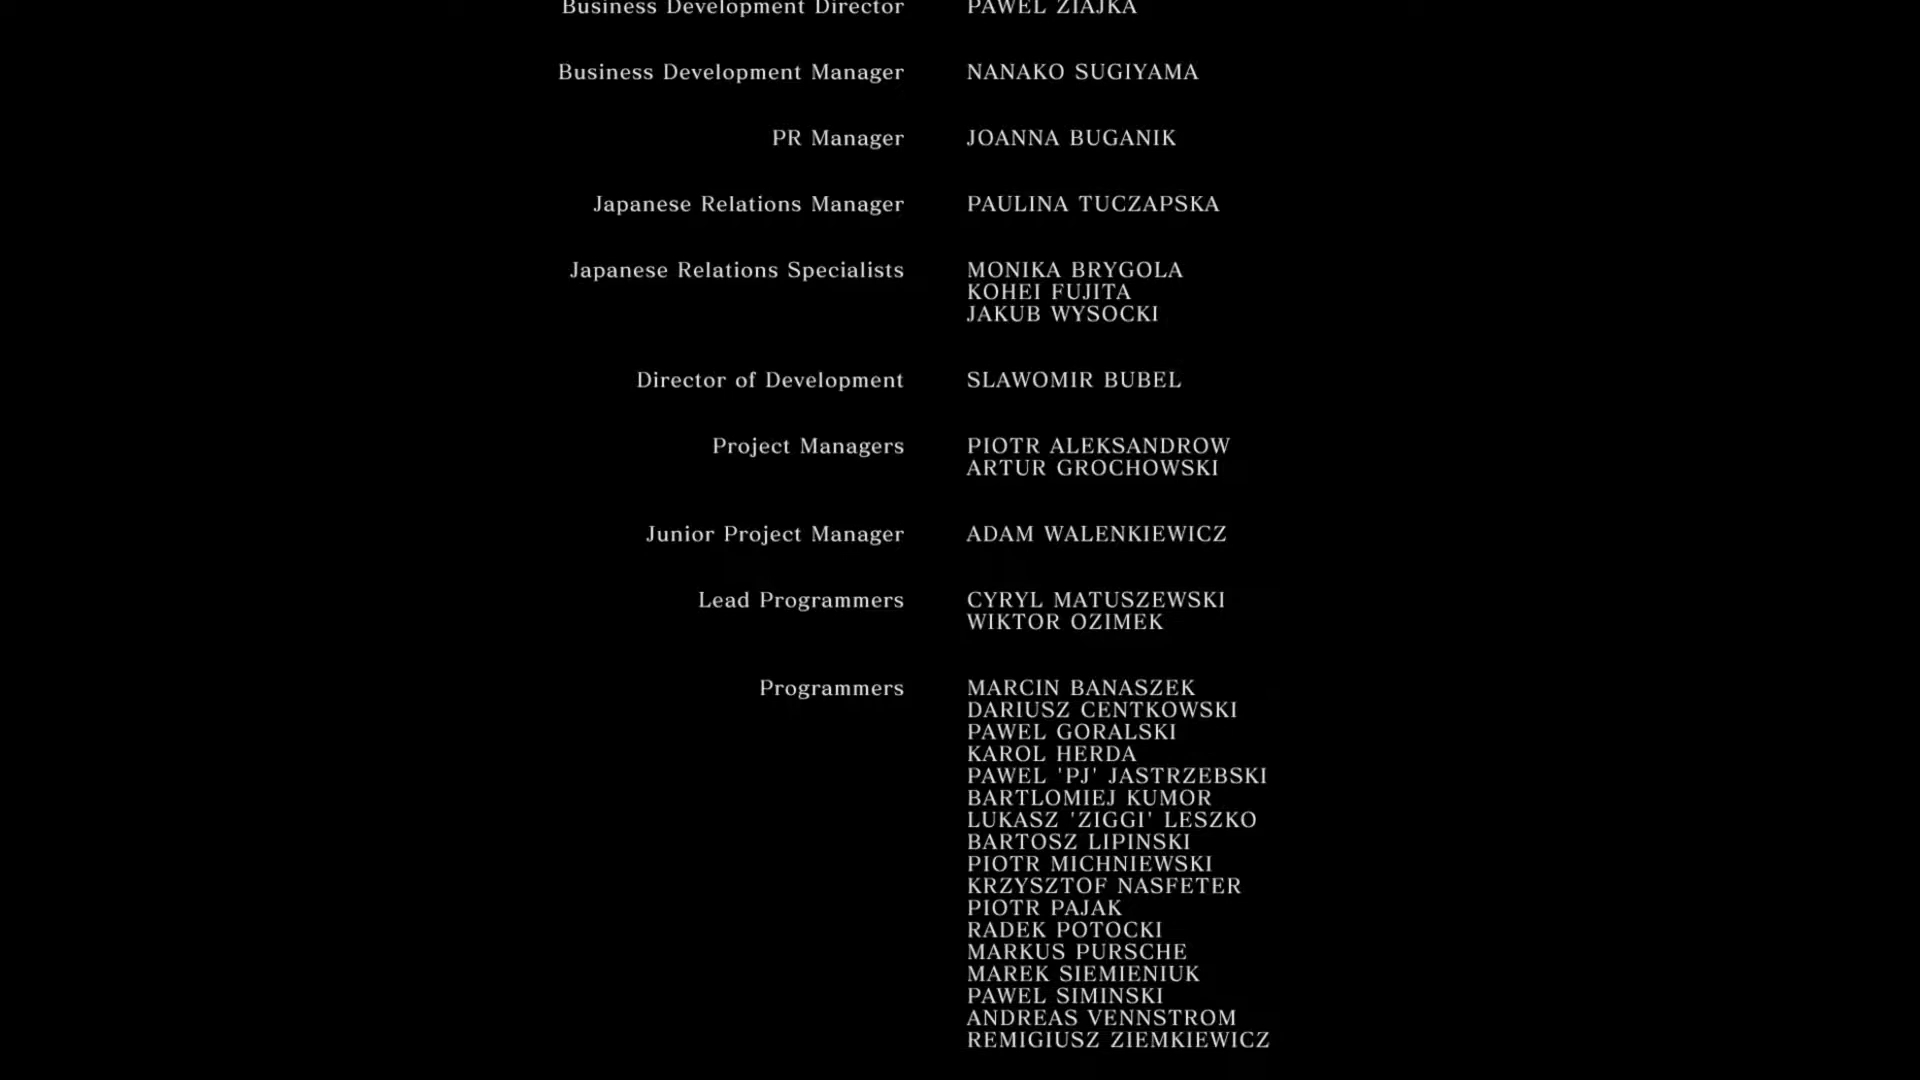 Business Development Director PAWEL ZIAJKA
Business Development Manager NANAKO SUGIYAMA
PR Manager JOANNA BUGANIK
Japanese Relations Manager PAULINA TUCZAPSKA
Japanese Relations Specialists MONIKA BRYGOLA
KOHEI FUJITA
JAKUB WYSOCKI
Director of Development SLAWOMIR BUBEL
Project Managers PIOTR ALEKSANDROW
ARTUR GROCHOWSKI
Junior Project Manager ADAM WALENKIEWICZ
Lead Programmers CYRYL MATUSZEWSKI
WIKTOR OZIMEK
Programmers MARCIN BANASZEK
DARIUSZ CENTKOWSKI
PAWEL GORALSKI
KAROL HERDA
PAWEL 'PJ' JASTRZEBSKI
BARTLOMIEJ KUMOR
LUKASZ 'ZIGGI' LESZKO
BARTOSZ LIPINSKI
PIOTR MICHNIEWSKI
KRZYSZTOF NASFETER
PIOTR PAJAK
RADEK POTOCKI
MARKUS PURSCHE
MAREK SIEMIENIUK
PAWEL SIMINSKI
ANDREAS VENNSTROM
REMIGIUSZ ZIEMKIEWICZ